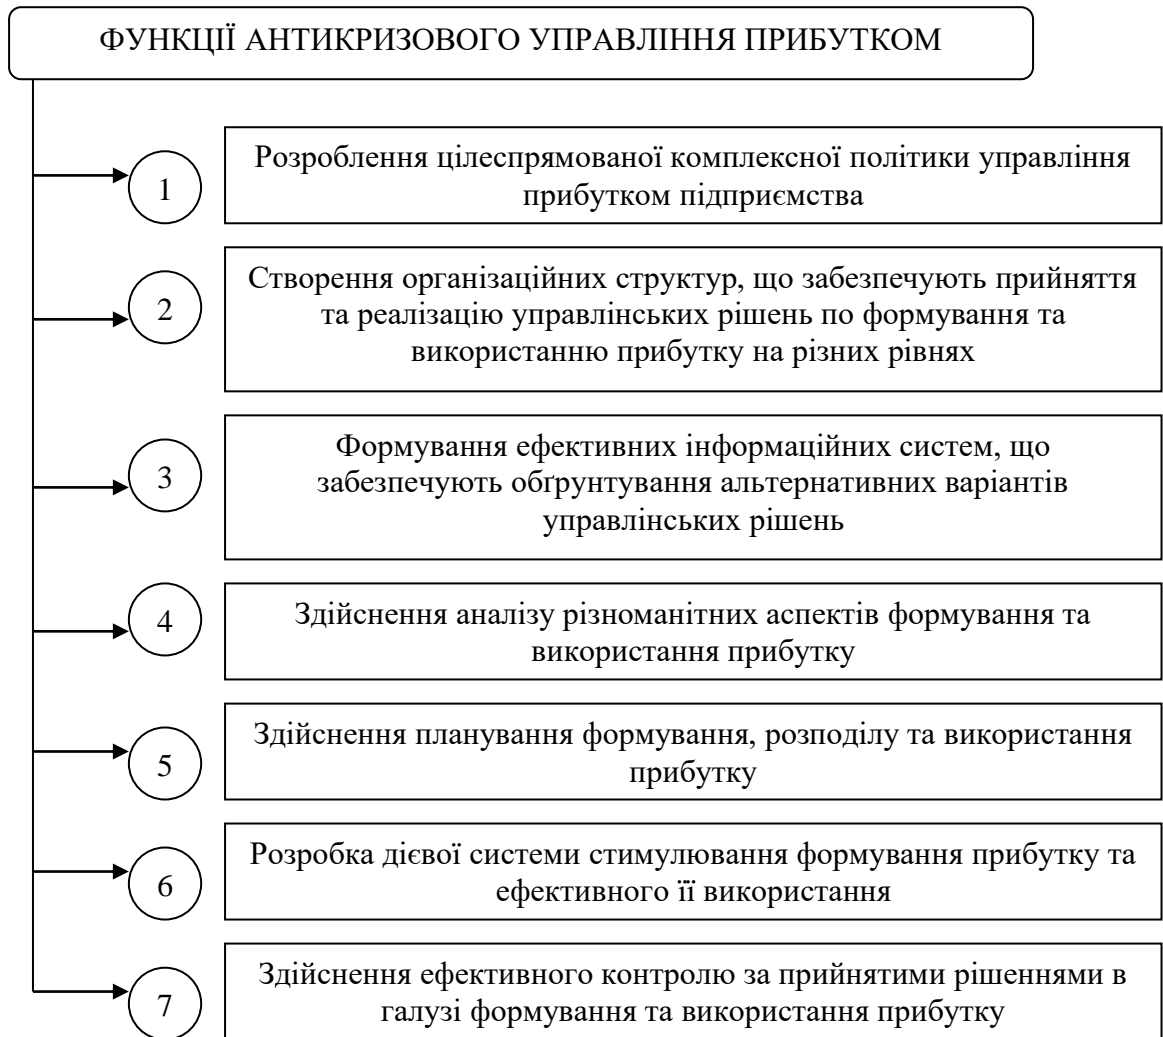 ФУНКЦІЇ АНТИКРИЗОВОГО УПРАВЛІННЯ ПРИБУТКОМ
1
Розроблення цілеспрямованої комплексної політики управління
прибутком підприємства
2
Створення організаційних структур, що забезпечують прийняття
та реалізацію управлінських рішень по формування та
використанню прибутку на різних рівнях
3
Формування ефективних інформаційних систем, що
забезпечують обґрунтування альтернативних варіантів
управлінських рішень
4
Здійснення аналізу різноманітних аспектів формування та
використання прибутку
5
Здійснення планування формування, розподілу та використання
прибутку
6
Розробка дієвої системи стимулювання формування прибутку та
ефективного її використання
7
Здійснення ефективного контролю за прийнятими рішеннями в
галузі формування та використання прибутку